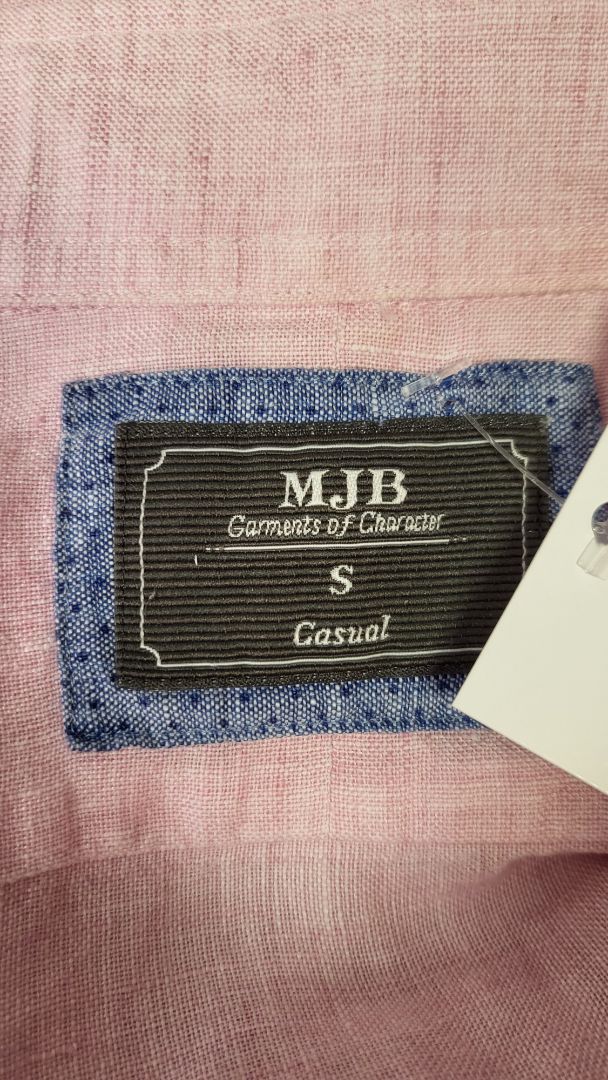 MJB
Garments of Character
S
Casual